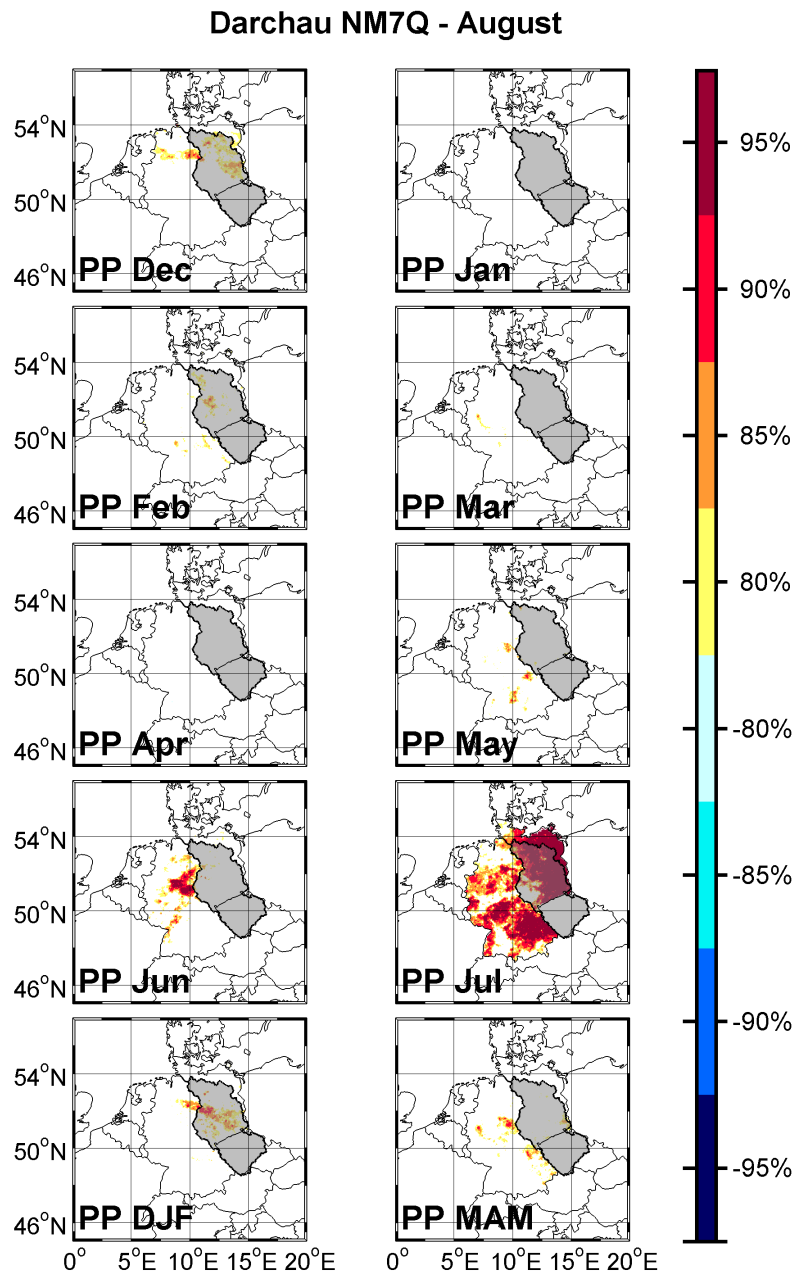 Darchau NM7Q - August
54°N
50°N
46°N
PP Dec
PP Jan
54°N
50°N
46°N
PP Feb
PP Mar
54°N
50°N
46°N
PP Apr
PP May
54°N
50°N
46°N
PP Jun
PP Jul
54°N
50°N
46°N
PP DJF
PP MAM
0° 5°E 10°E 15°E 20°E
0° 5°E 10°E 15°E 20°E
95%
90%
85%
80%
-80%
-85%
-90%
-95%